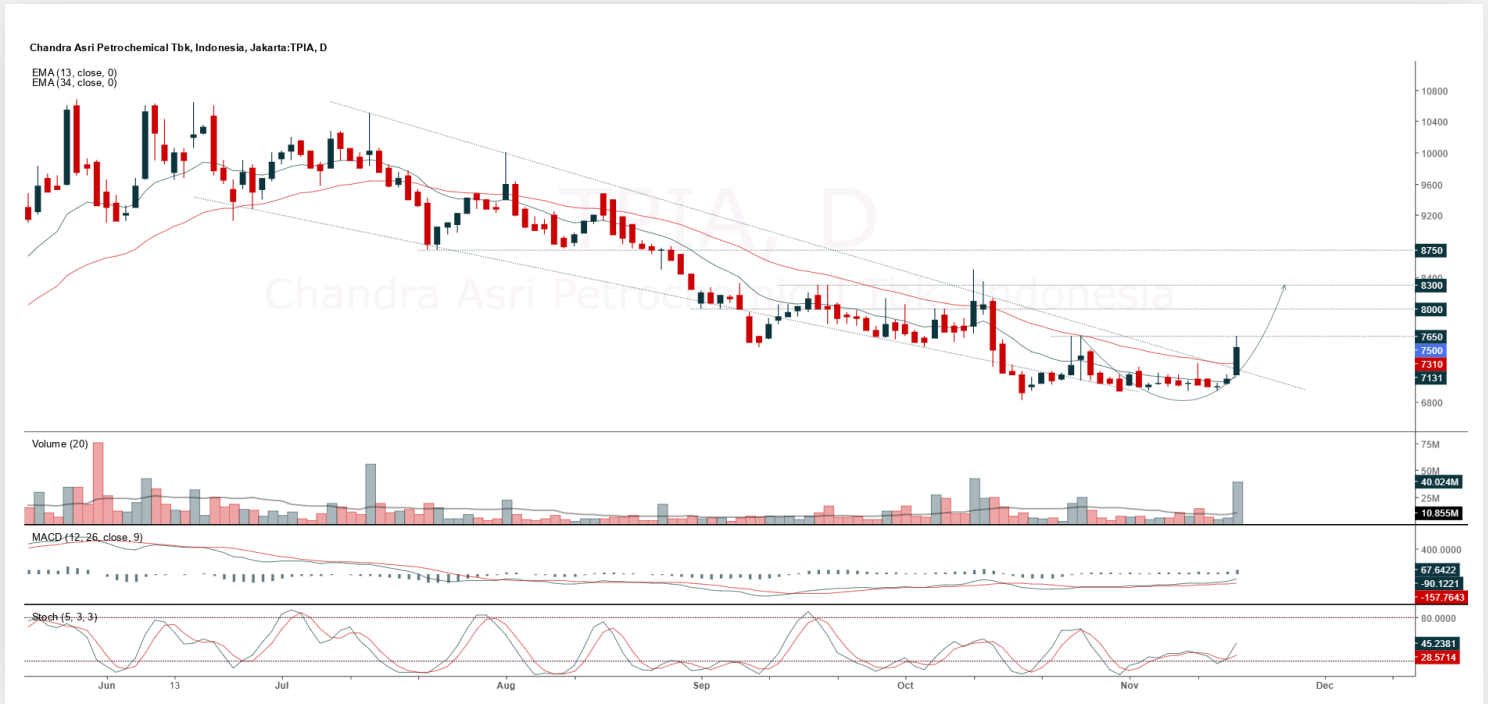 Chandra Asri Petrochemical Tbk, Indonesia, Jakarta:TPIA, D
EMA (13, close, 0)
EMA (34, close, 0)
TPIA, D
Chandra Asri Petrochemical Tbk, Indonesia
10800
10400
10000
9600
9200
8750
8400
8300
8000
7650
7500
7310
7131
6800
Volume (20)
75M
50M
40.024M
25M
10.855M
MACD (12, 26, close, 9)
400.0000
67.6422
-90.1221
-157.7643
Stoch (5, 3, 3)
80.0000
45.2381
28.5714
Jun 13 Jul Aug Sep Oct Nov Dec